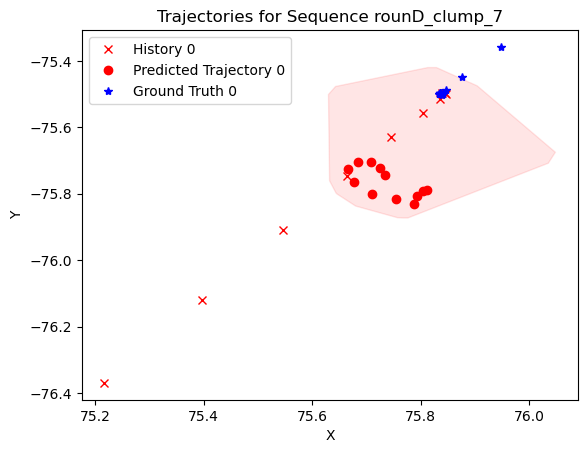 Trajectories for Sequence rounD_clump_7
History 0
Predicted Trajectory 0
Ground Truth 0
Y
−75.4
−75.6
−75.8
−76.0
−76.2
−76.4
75.2 75.4 75.6 75.8 76.0
X